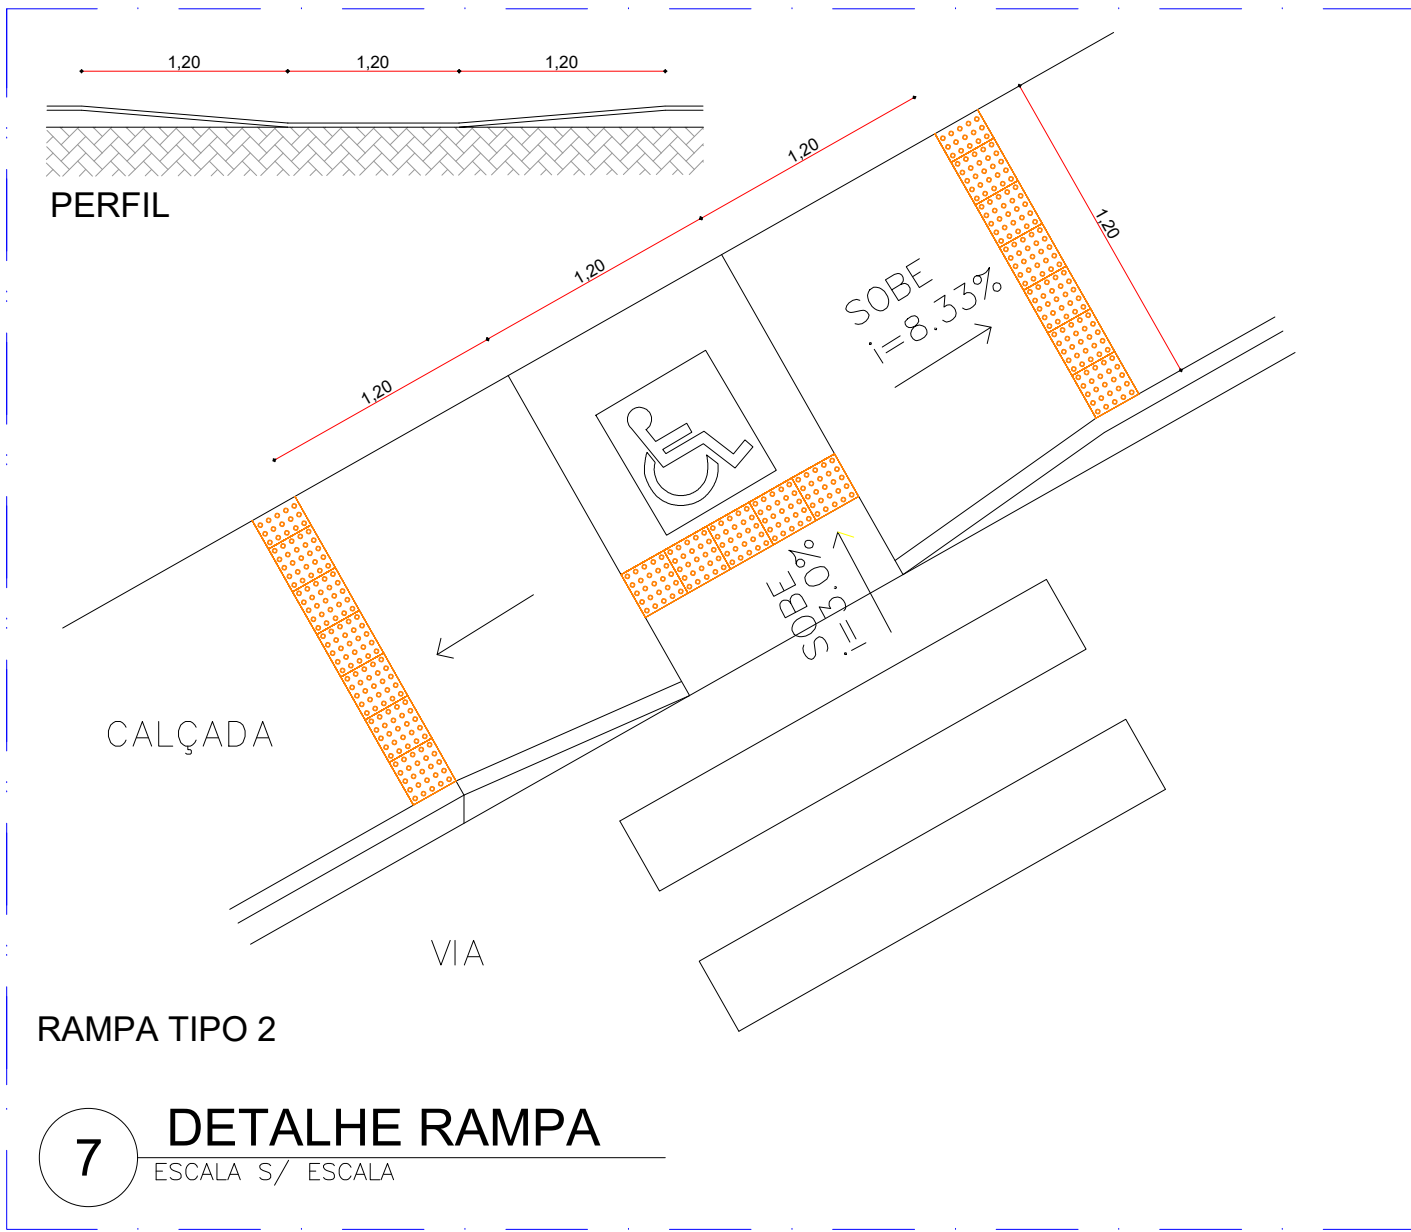 1,20
1,20
1,20
PERFIL
1,20
1,20
1,20
1,20
SOBE
i=8.33%
SOBE
i=3.0%
CALÇADA
VIA
RAMPA TIPO 2
7
DETALHE RAMPA
ESCALA S/ ESCALA